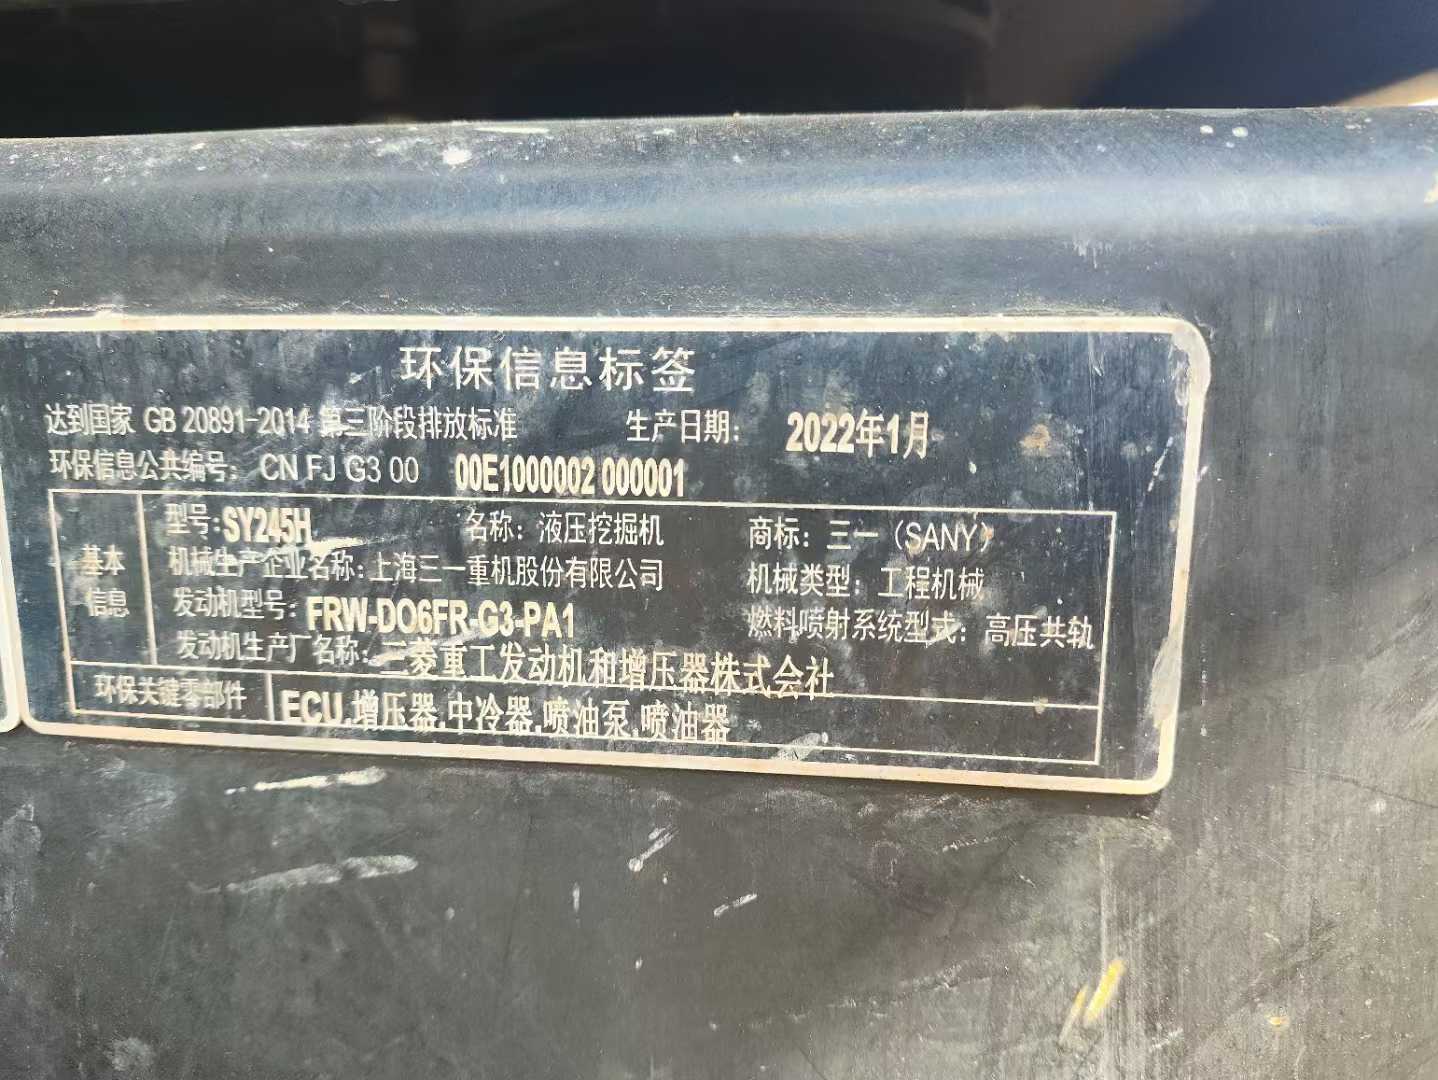 环保信息标签
达到国家 GB 20891-2014 第三阶段排放标准 生产日期: 2022年1月
环保信息公共编号: CN FJ G3 00 00E1000002 000001
基本信息
型号:SY245H 名称: 液压挖掘机 商标: 三一 (SANY)
机械生产企业名称:上海三一重机股份有限公司 机械类型: 工程机械
发动机型号: FRW-DO6FR-G3-PA1 燃料喷射系统型式: 高压共轨
发动机生产厂名称:三菱重工发动机和增压器株式会社
环保关键零部件 ECU,增压器,中冷器,喷油泵,喷油器